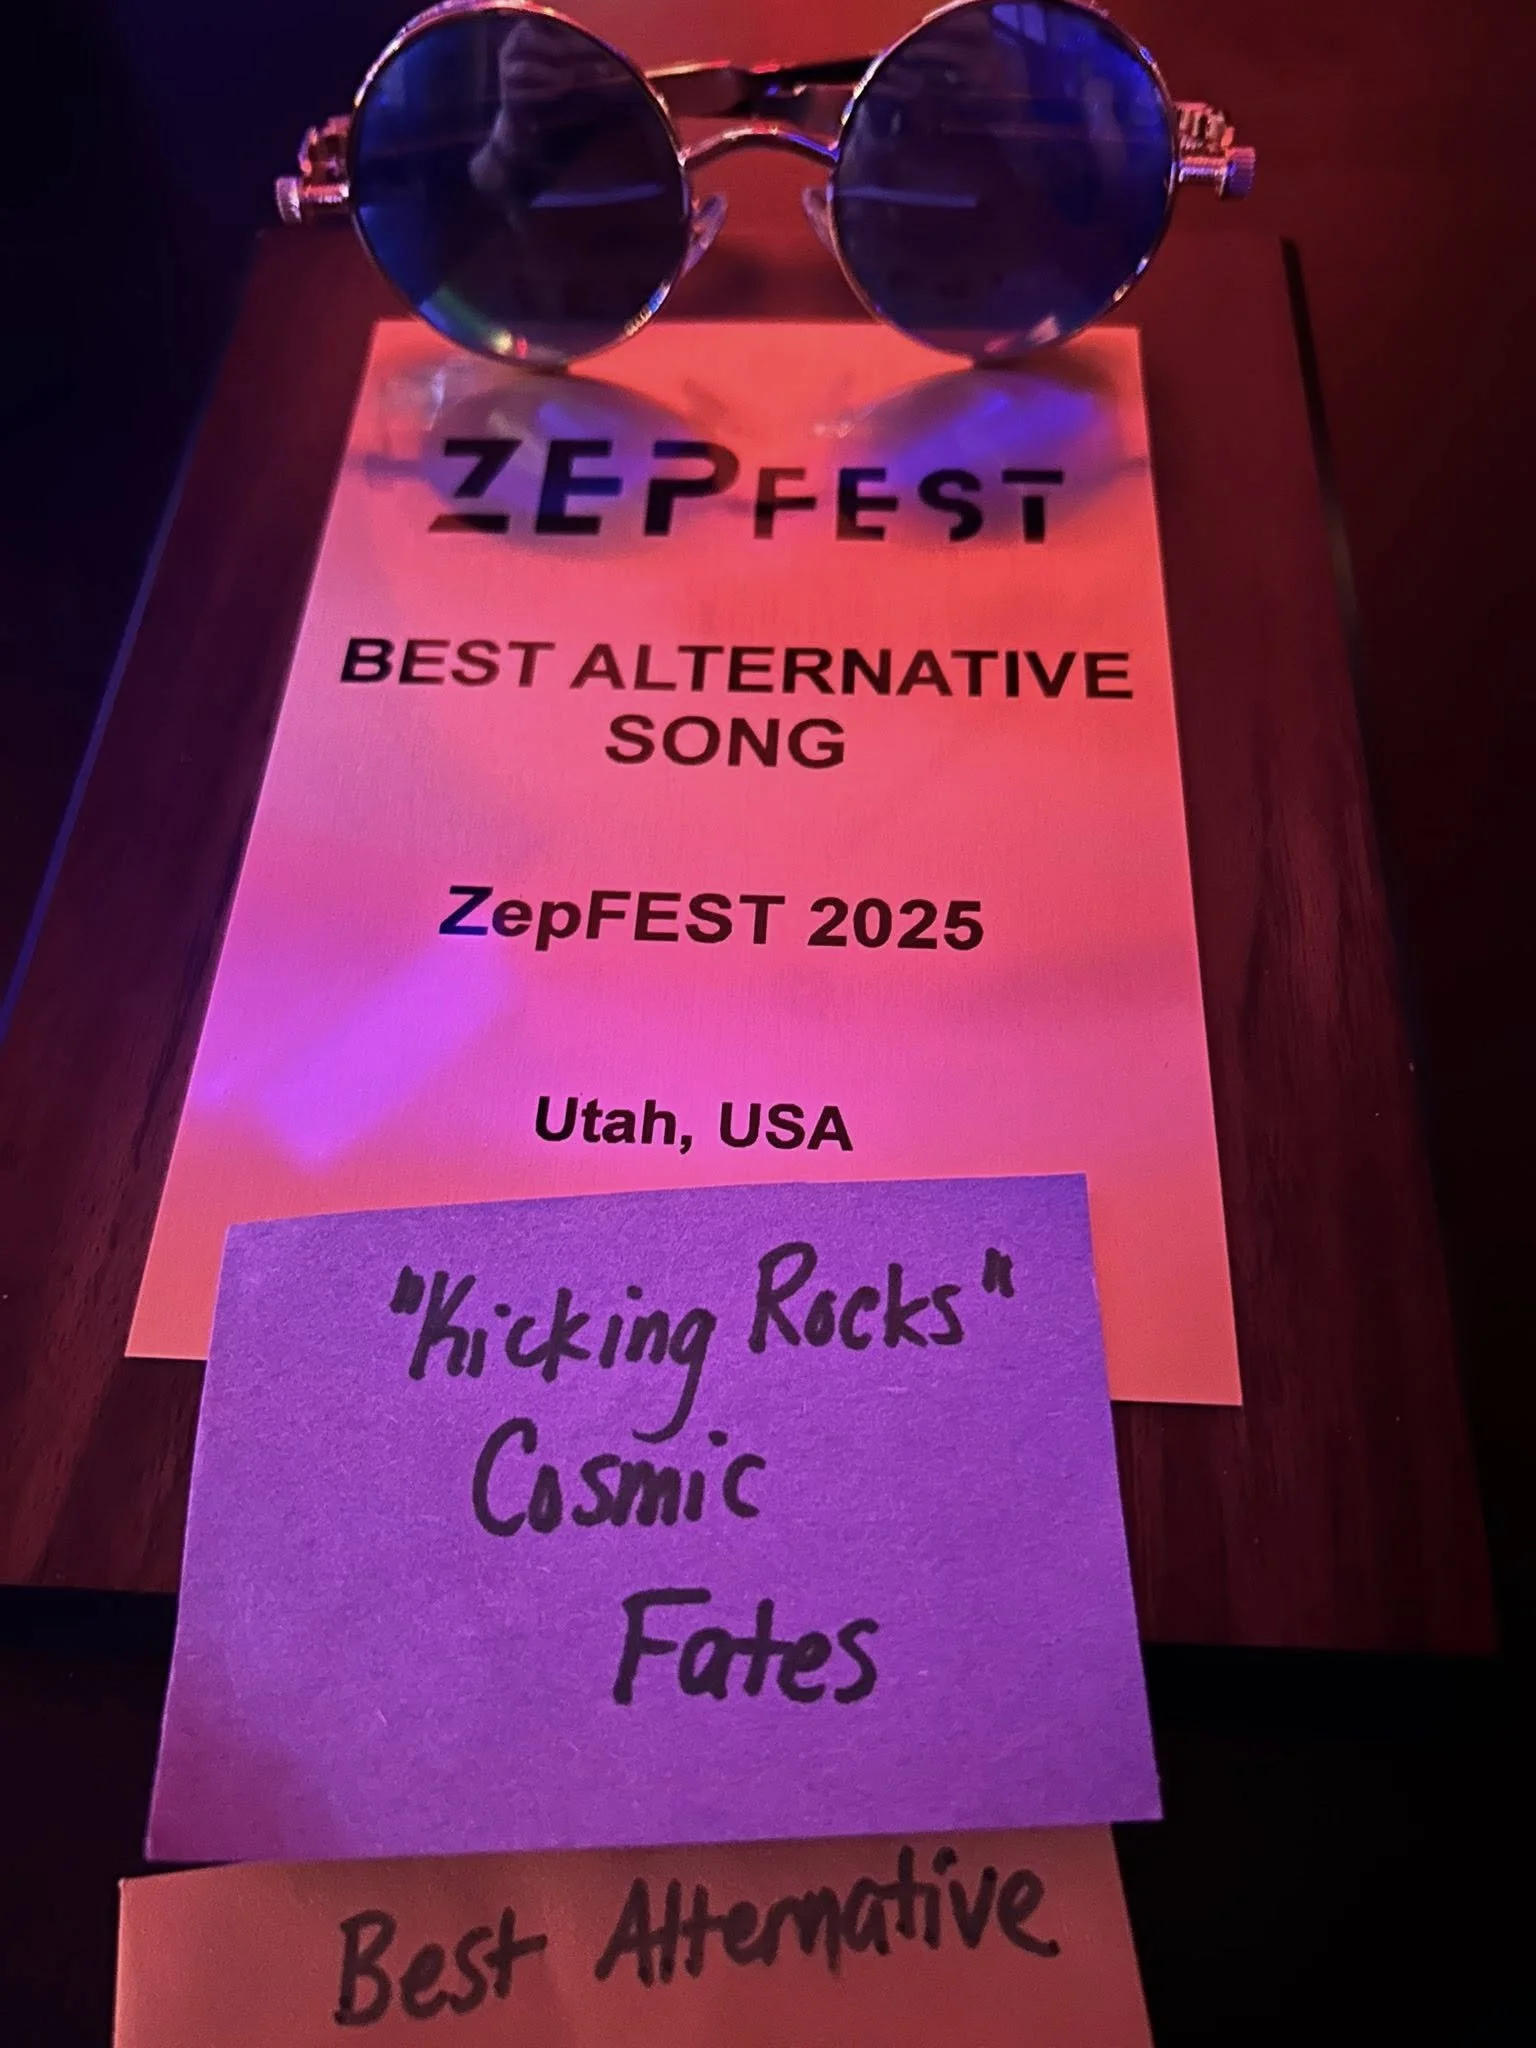 ZEPFEST
BEST ALTERNATIVE
SONG
ZepFEST 2025
Utah, USA
"Kicking Rocks"
Cosmic
Fates
Best Alternative